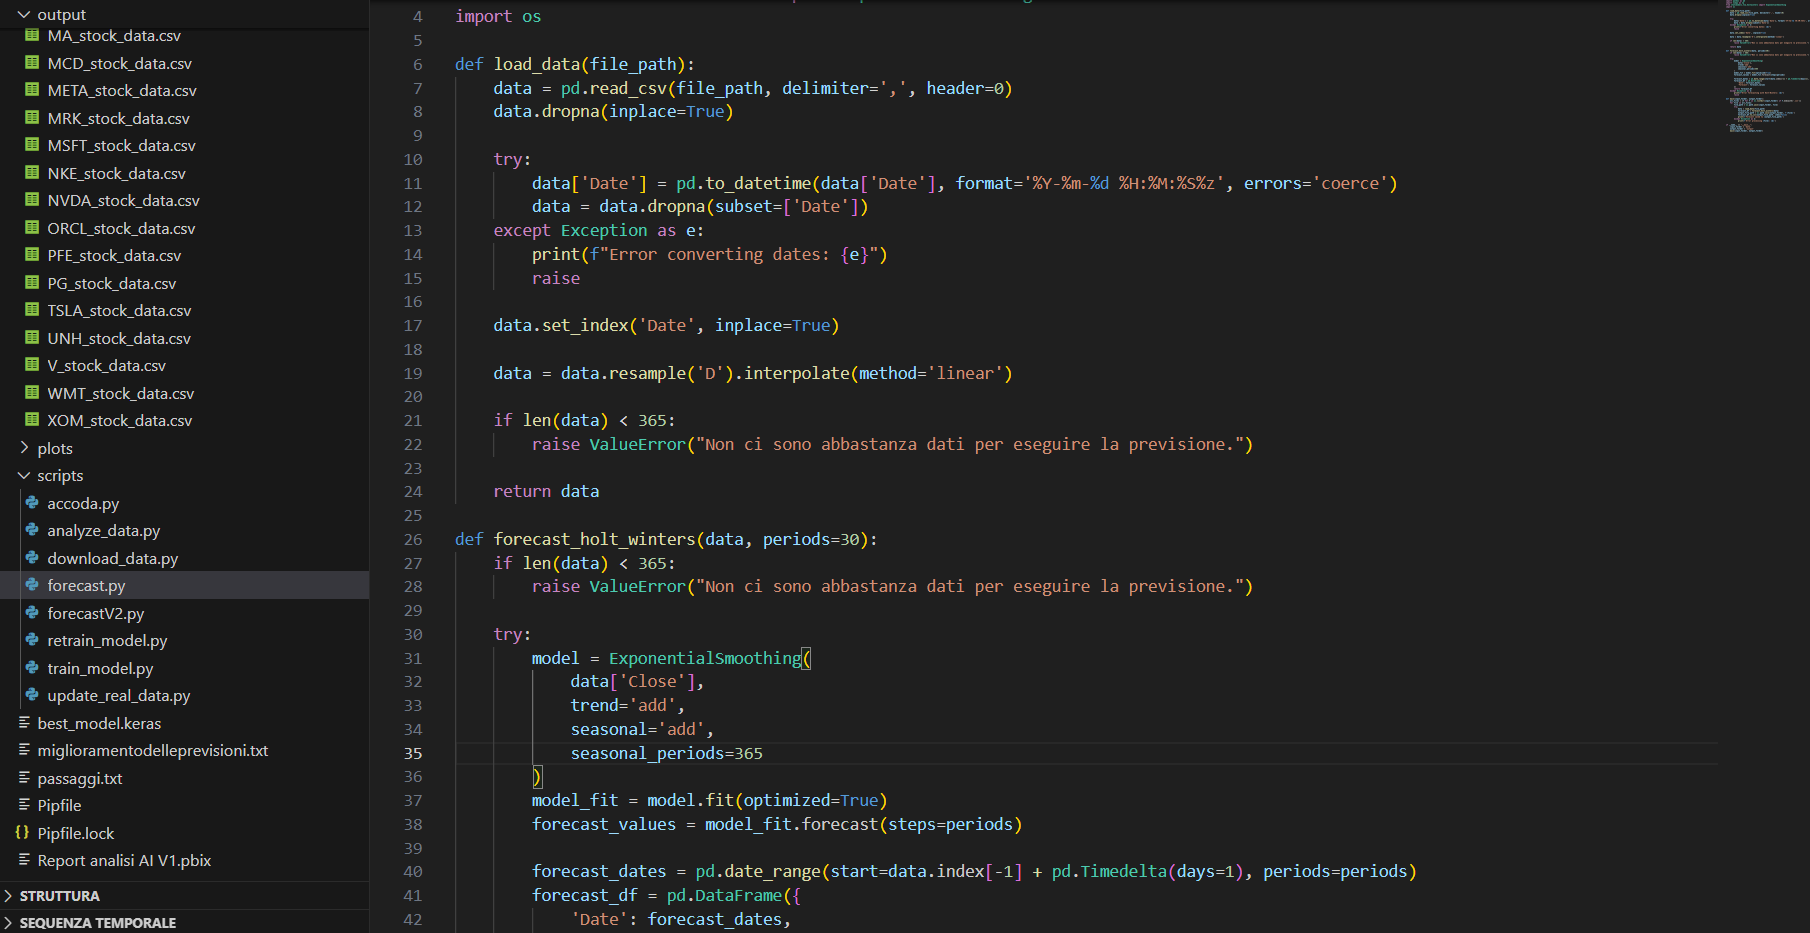 output
MA_stock_data.csv
MCD_stock_data.csv
META_stock_data.csv
MRK_stock_data.csv
MSFT_stock_data.csv
NKE_stock_data.csv
NVDA_stock_data.csv
ORCL_stock_data.csv
PFE_stock_data.csv
PG_stock_data.csv
TSLA_stock_data.csv
UNH_stock_data.csv
V_stock_data.csv
WMT_stock_data.csv
XOM_stock_data.csv
plots
scripts
accoda.py
analyze_data.py
download_data.py
forecast.py
forecastV2.py
retrain_model.py
train_model.py
update_real_data.py
best_model.keras
miglioramentodelleprevisioni.txt
passaggi.txt
Pipfile
{} Pipfile.lock
Report analisi AI V1.pbix
STRUTTURA
SEQUENZA TEMPORALE
4 import os
5
6 def load_data(file_path):
7     data = pd.read_csv(file_path, delimiter=',', header=0)
8     data.dropna(inplace=True)
9
10     try:
11         data['Date'] = pd.to_datetime(data['Date'], format='%Y-%m-%d %H:%M:%S%z', errors='coerce')
12         data = data.dropna(subset=['Date'])
13     except Exception as e:
14         print(f"Error converting dates: {e}")
15         raise
16
17     data.set_index('Date', inplace=True)
18
19     data = data.resample('D').interpolate(method='linear')
20
21     if len(data) < 365:
22         raise ValueError("Non ci sono abbastanza dati per eseguire la previsione.")
23
24     return data
25
26 def forecast_holt_winters(data, periods=30):
27     if len(data) < 365:
28         raise ValueError("Non ci sono abbastanza dati per eseguire la previsione.")
29
30     try:
31         model = ExponentialSmoothing(
32             data['Close'],
33             trend='add',
34             seasonal='add',
35             seasonal_periods=365
36         )
37         model_fit = model.fit(optimized=True)
38         forecast_values = model_fit.forecast(steps=periods)
39
40         forecast_dates = pd.date_range(start=data.index[-1] + pd.Timedelta(days=1), periods=periods)
41         forecast_df = pd.DataFrame({
42             'Date': forecast_dates,